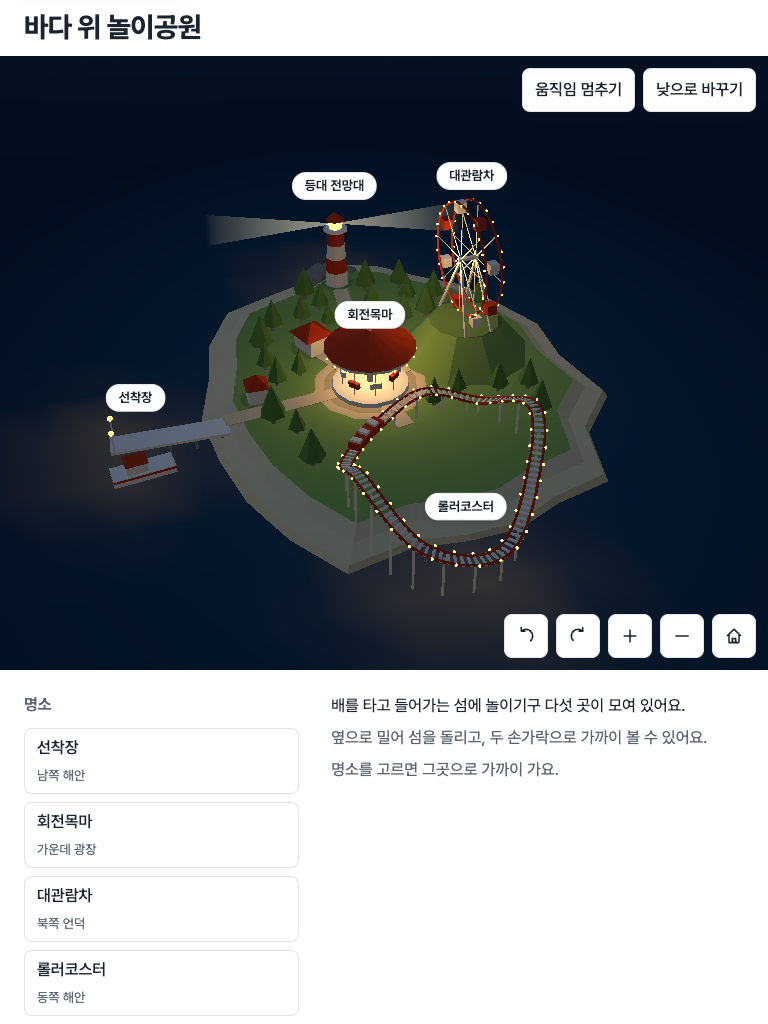 바다 위 놀이공원
움직임 멈추기
낮으로 바꾸기
등대 전망대
대관람차
회전목마
선착장
롤러코스터
명소
선착장
남쪽 해안
회전목마
가운데 광장
대관람차
북쪽 언덕
롤러코스터
동쪽 해안
배를 타고 들어가는 섬에 놀이기구 다섯 곳이 모여 있어요.
옆으로 밀어 섬을 돌리고, 두 손가락으로 가까이 볼 수 있어요.
명소를 고르면 그곳으로 가까이 가요.